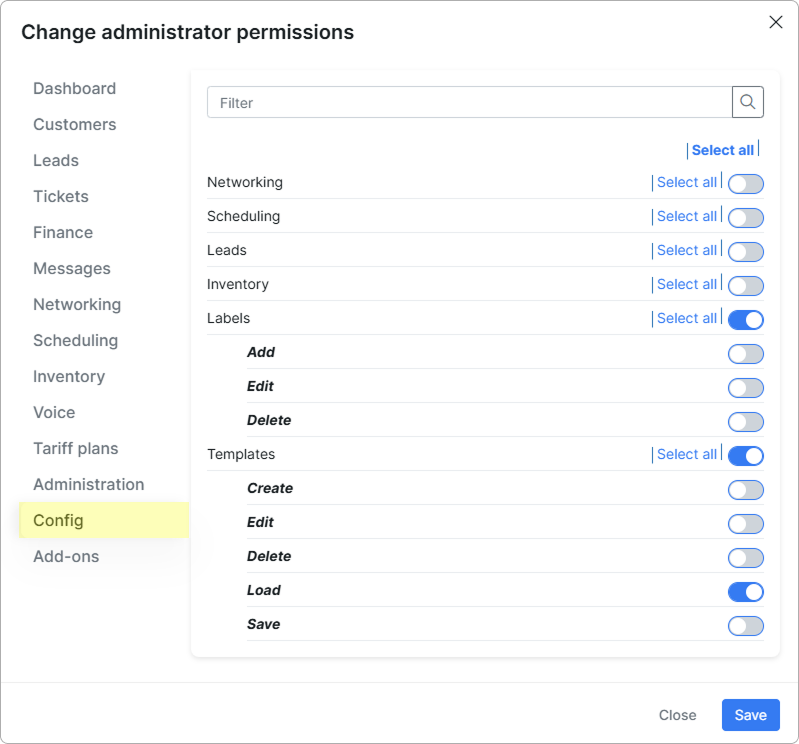 Change administrator permissions
Dashboard
Customers
Leads
Tickets
Finance
Messages
Networking
Scheduling
Inventory
Voice
Tariff plans
Administration
Config
Add-ons
Filter
Select all
Networking Select all
Scheduling Select all
Leads Select all
Inventory Select all
Labels Select all
Add
Edit
Delete
Templates Select all
Create
Edit
Delete
Load
Save
Close Save